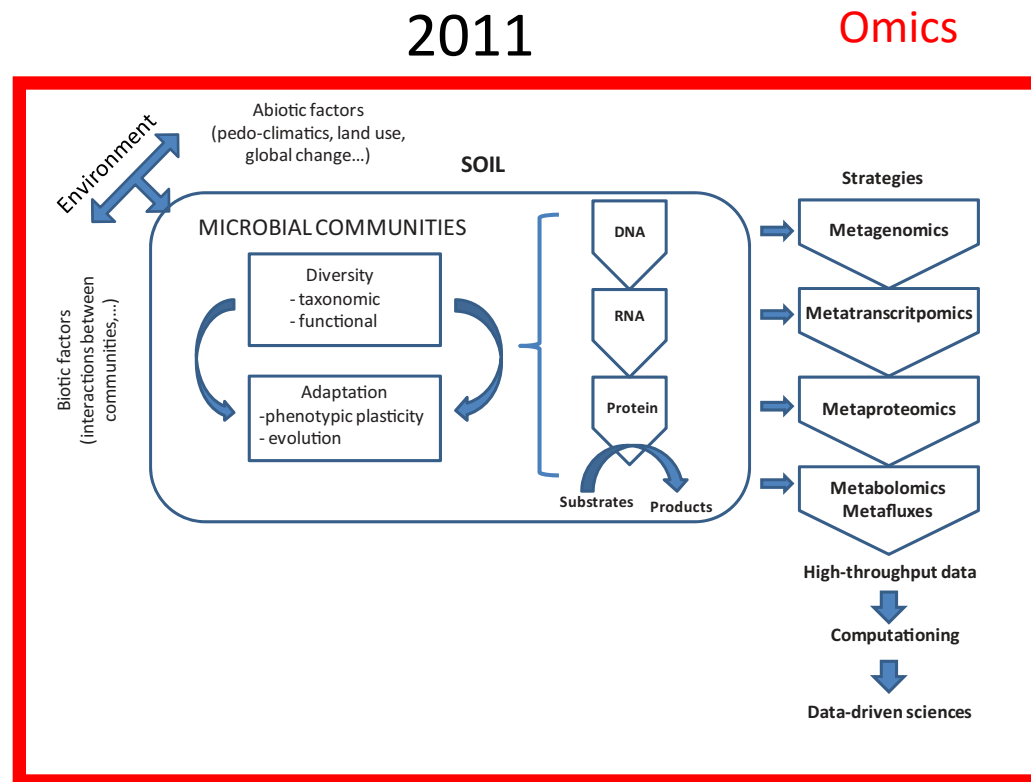 2011
Omics
Environment
Abiotic factors
(pedo-climatics, land use,
global change...)
Biotic factors
(interactions between
communities,...)
SOIL
MICROBIAL COMMUNITIES
Diversity
- taxonomic
- functional
Adaptation
-phenotypic plasticity
- evolution
DNA
RNA
Protein
Substrates
Products
Strategies
Metagenomics
Metatranscritpomics
Metaproteomics
Metabolomics
Metafluxes
High-throughput data
Computationing
Data-driven sciences